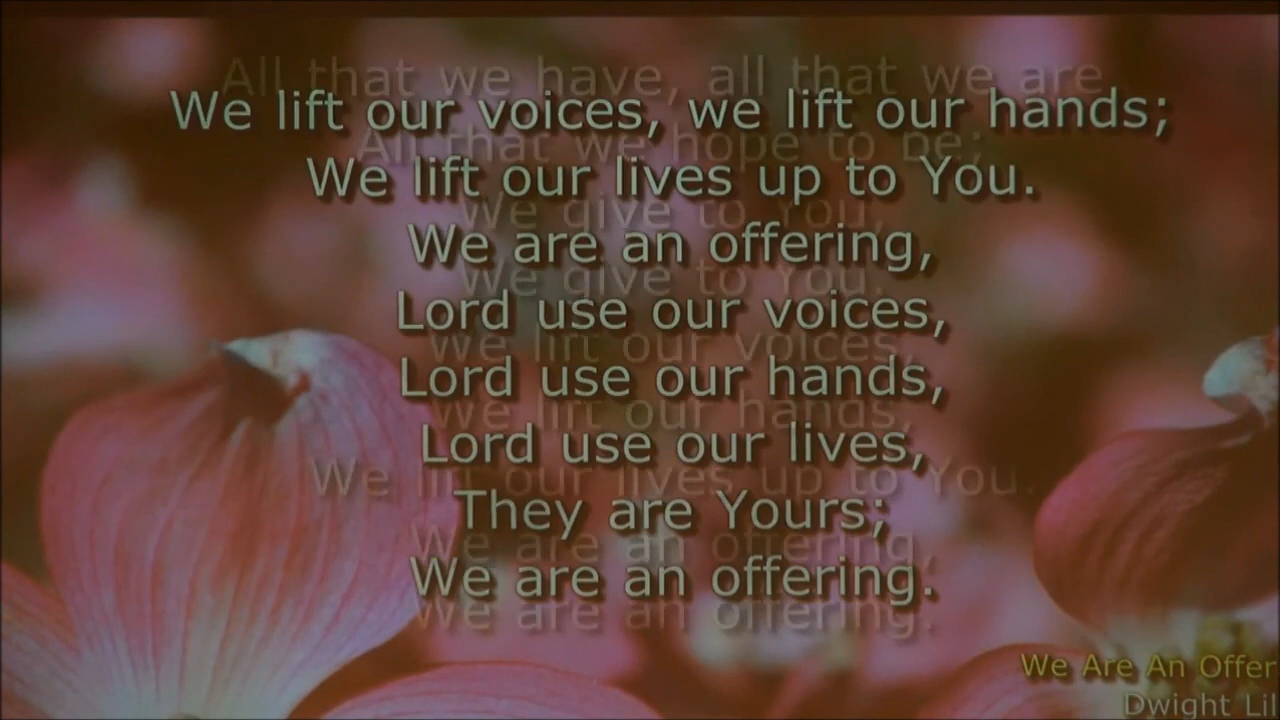 All that we have, all that we are
We lift our voices, we lift our hands;
All that we hope to be;
We lift our lives up to You.
We give to You,
We are an offering,
We give to You.
Lord use our voices,
We lift our voices,
Lord use our hands,
We lift our hands,
Lord use our lives,
We lift our lives up to You.
They are Yours;
We are an offering,
We are an offering.
We are an offering.
We Are An Offer
Dwight Lil